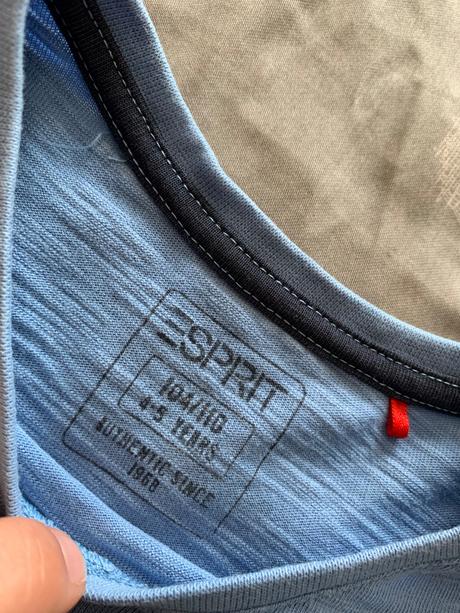 ESPRIT
104/110
4-5 YEARS
AUTHENTIC SINCE
1968